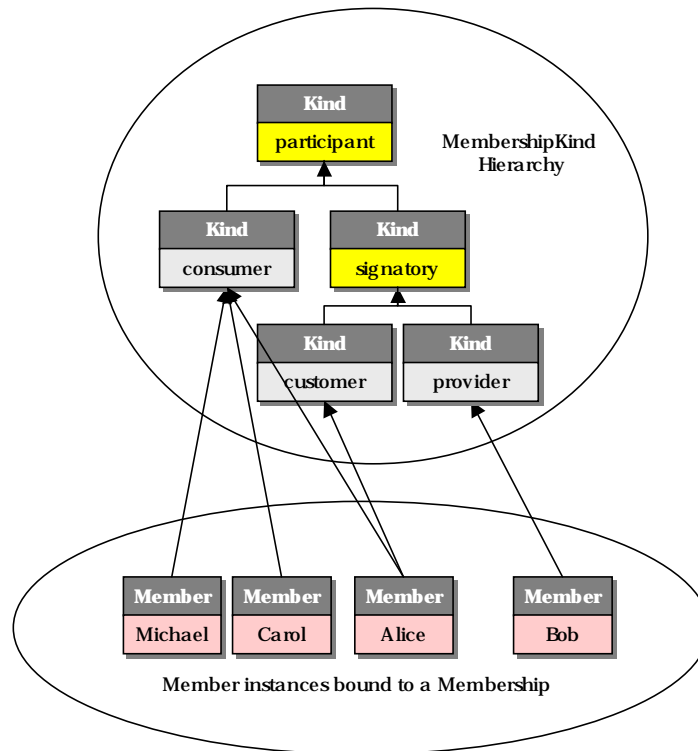 Kind
participant
MembershipKind
Hierarchy
Kind
Kind
consumer
signatory
Kind
Kind
customer
provider
Member
Member
Member
Member
Michael
Carol
Alice
Bob
Member instances bound to a Membership